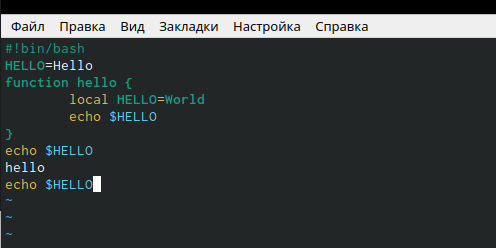 Файл Правка Вид Закладки Настройка Справка
#!bin/bash
HELLO=Hello
function hello {
        local HELLO=World
        echo $HELLO
}
echo $HELLO
hello
echo $HELLO
~
~
~